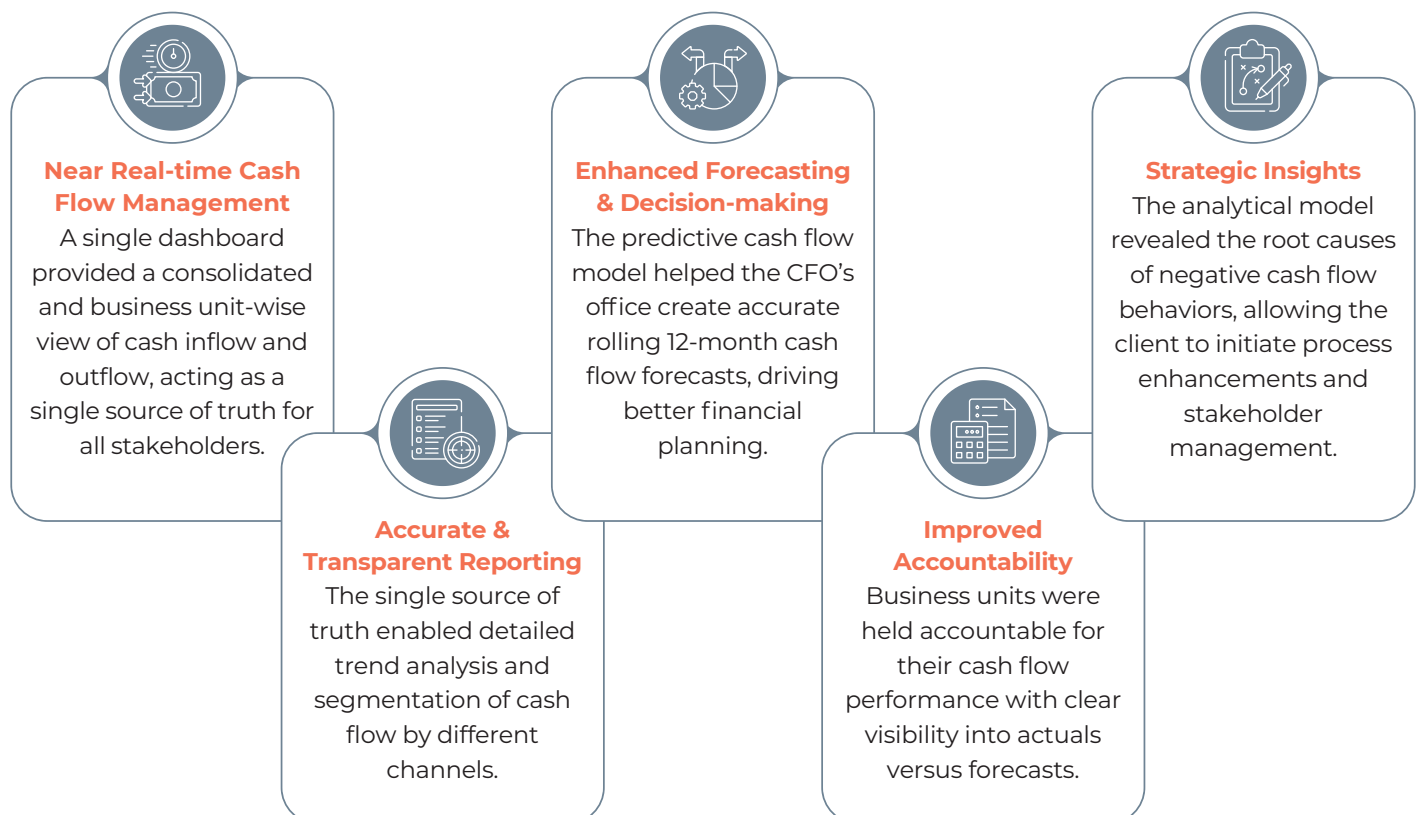 Near Real-time Cash
Flow Management
A single dashboard
provided a consolidated
and business unit-wise
view of cash inflow and
outflow, acting as a
single source of truth for
all stakeholders.
Accurate &
Transparent Reporting
The single source of
truth enabled detailed
trend analysis and
segmentation of cash
flow by different
channels.
Enhanced Forecasting
& Decision-making
The predictive cash flow
model helped the CFO’s
office create accurate
rolling 12-month cash
flow forecasts, driving
better financial
planning.
Improved
Accountability
Business units were
held accountable for
their cash flow
performance with clear
visibility into actuals
versus forecasts.
Strategic Insights
The analytical model
revealed the root causes
of negative cash flow
behaviors, allowing the
client to initiate process
enhancements and
stakeholder
management.